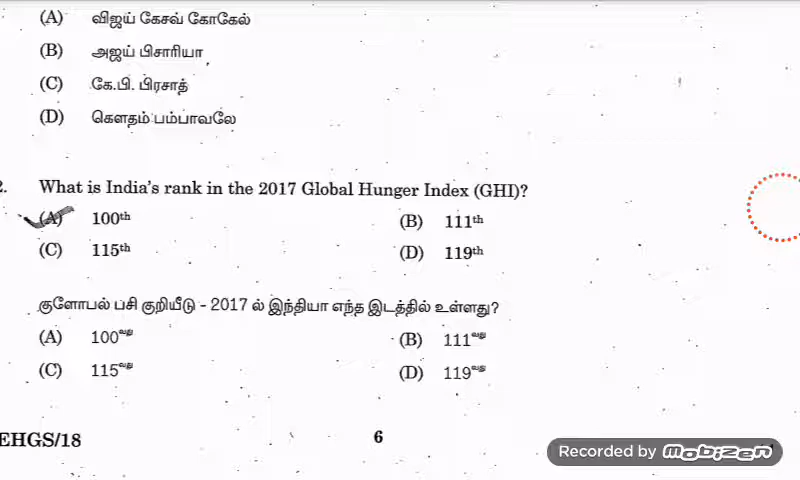 (A) விஜய் கேசவ் கோகேல்
(B) அஜய் பிசாரியா
(C) கே.பி. பிரசாத்
(D) கௌதம் பம்பாவலே
2. What is India's rank in the 2017 Global Hunger Index (GHI)?
(A) 100th (B) 111th
(C) 115th (D) 119th
குளோபல் பசி குறியீடு - 2017 ல் இந்தியா எந்த இடத்தில் உள்ளது?
(A) 100வது (B) 111வது
(C) 115வது (D) 119வது
EHGS/18 6
Recorded by mobizen